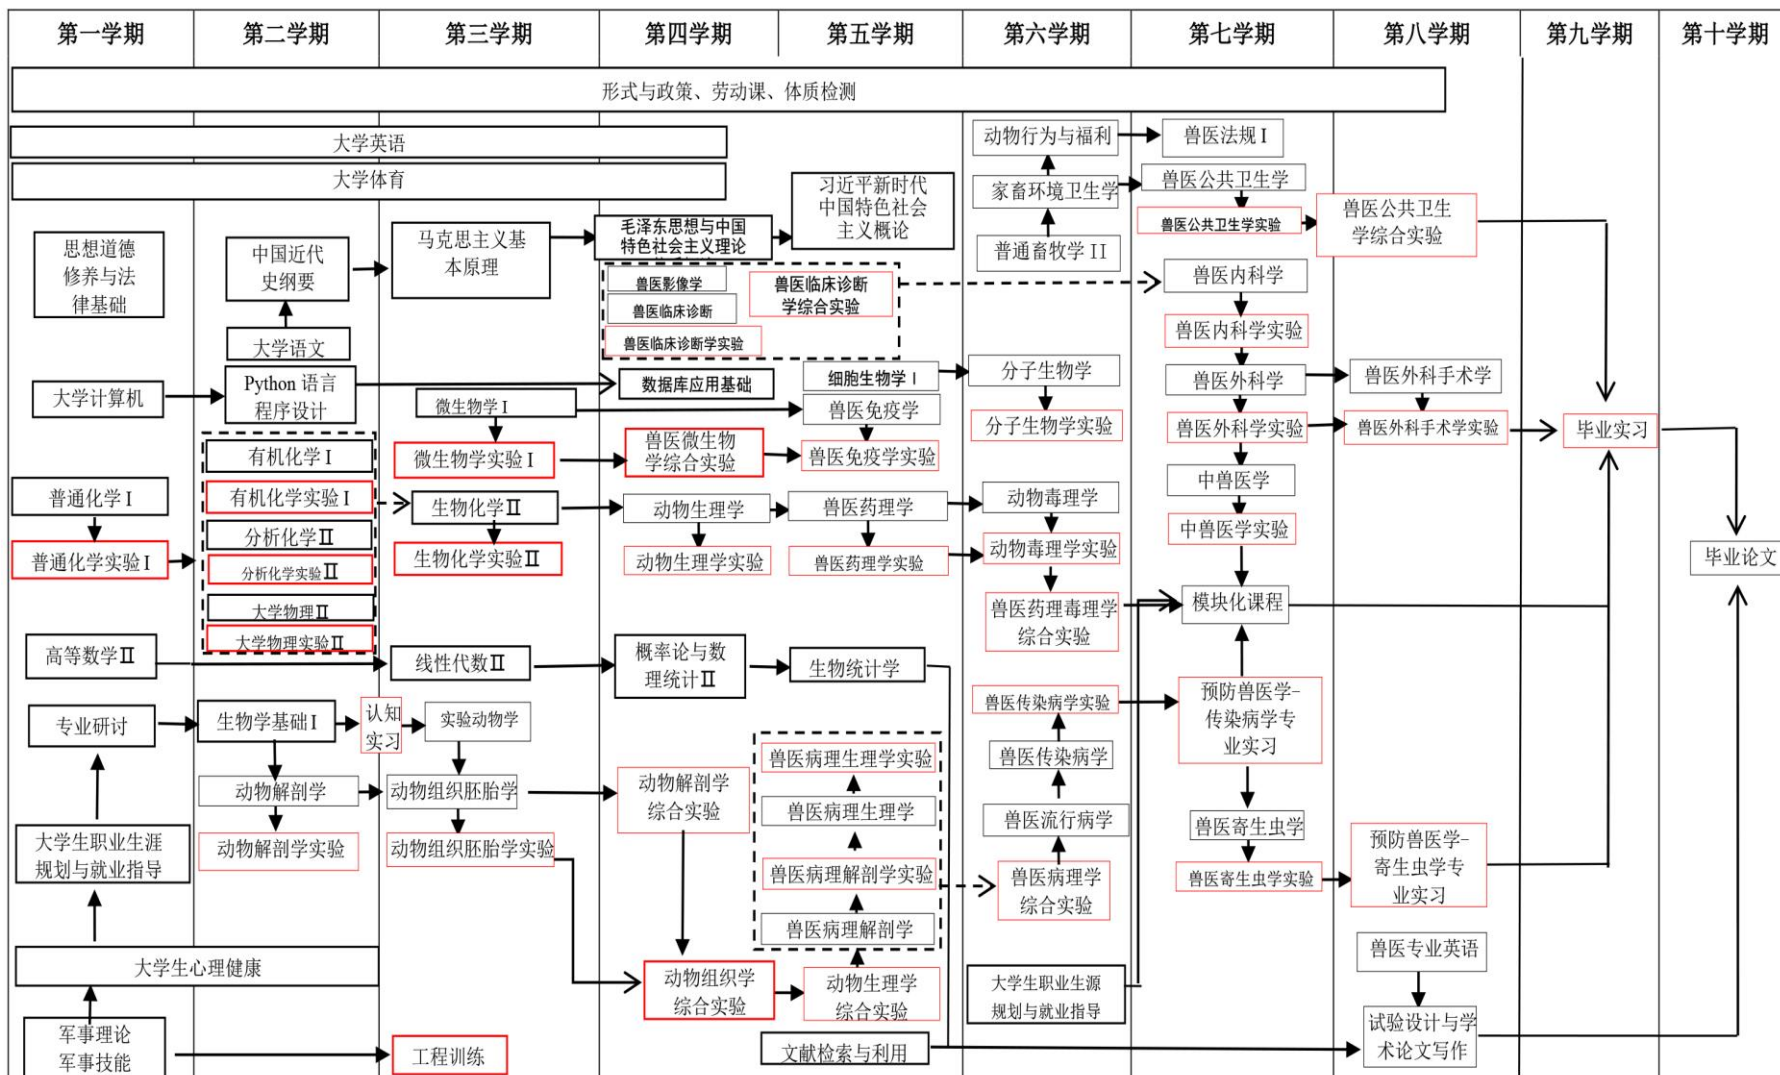 第一学期
第二学期
第三学期
第四学期
第五学期
第六学期
第七学期
第八学期
第九学期
第十学期
形式与政策、劳动课、体质检测
大学英语
大学体育
思想道德
修养与法
律基础
中国近代
史纲要
大学语文
马克思主义基
本原理
毛泽东思想与中国
特色社会主义理论
习近平新时代
中国特色社会
主义概论
动物行为与福利
兽医法规 I
家畜环境卫生学
兽医公共卫生学
兽医公共卫生学实验
兽医公共卫生
学综合实验
普通畜牧学 II
兽医影像学
兽医临床诊断
兽医临床诊断学实验
兽医临床诊断
学综合实验
兽医内科学
兽医内科学实验
大学计算机
Python 语言
程序设计
数据库应用基础
细胞生物学 I
分子生物学
兽医外科学
兽医外科手术学
微生物学 I
兽医免疫学
分子生物学实验
兽医外科学实验
兽医外科手术学实验
毕业实习
有机化学 I
微生物学实验 I
兽医微生物
学综合实验
兽医免疫学实验
中兽医学
普通化学 I
有机化学实验 I
生物化学Ⅱ
动物生理学
兽医药理学
动物毒理学
中兽医学实验
普通化学实验 I
分析化学Ⅱ
分析化学实验Ⅱ
生物化学实验Ⅱ
动物生理学实验
兽医药理学实验
动物毒理学实验
毕业论文
大学物理Ⅱ
大学物理实验Ⅱ
兽医药理毒理学
综合实验
模块化课程
高等数学Ⅱ
线性代数Ⅱ
概率论与数
理统计Ⅱ
生物统计学
兽医传染病学实验
预防兽医学–
传染病学专
业实习
专业研讨
生物学基础 I
认知
实习
实验动物学
兽医病理生理学实验
兽医传染病学
动物解剖学
动物组织胚胎学
动物解剖学
综合实验
兽医病理生理学
兽医流行病学
兽医寄生虫学
大学生职业生涯
规划与就业指导
动物解剖学实验
动物组织胚胎学实验
兽医病理解剖学实验
兽医病理学
综合实验
兽医寄生虫学实验
预防兽医学–
寄生虫学专
业实习
兽医病理解剖学
兽医专业英语
大学生心理健康
动物组织学
综合实验
动物生理学
综合实验
大学生职业生源
规划与就业指导
军事理论
军事技能
工程训练
文献检索与利用
试验设计与学
术论文写作